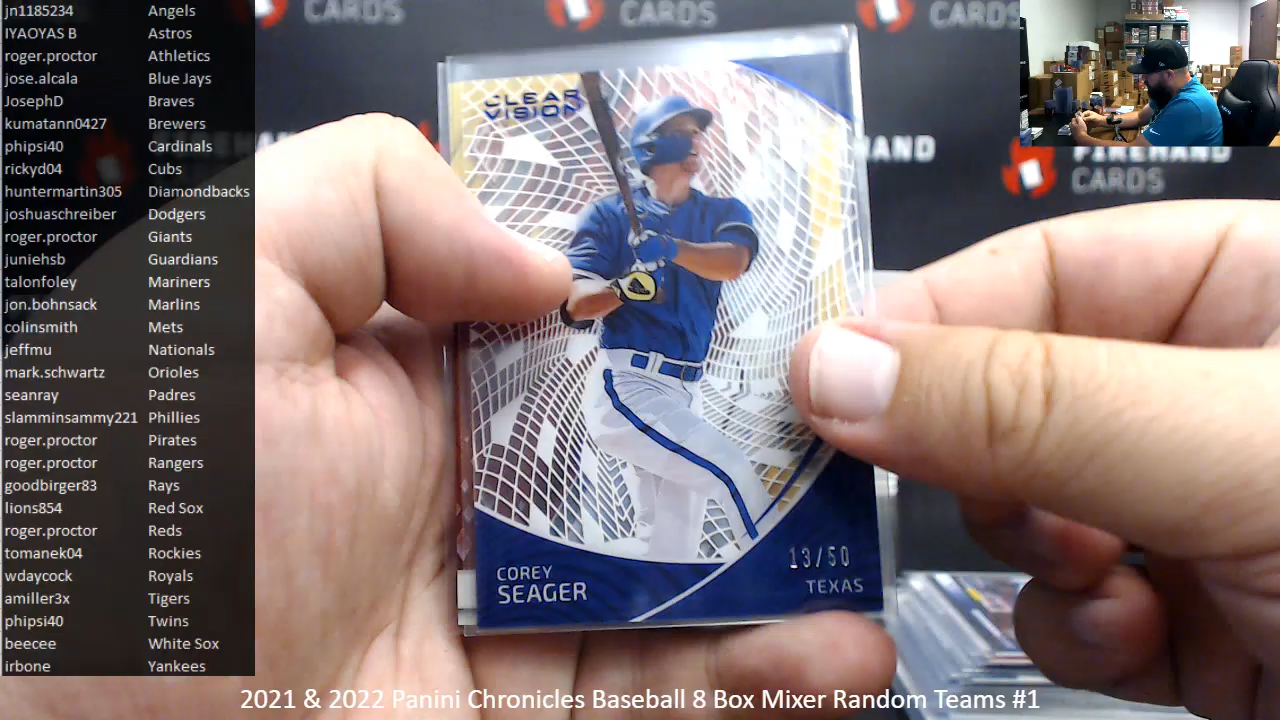 jn1185234 Angels
IYAOYAS B Astros
roger.proctor Athletics
jose.alcala Blue Jays
JosephD Braves
kumatann0427 Brewers
phipsi40 Cardinals
rickyd04 Cubs
huntermartin305 Diamondbacks
joshuaschreiber Dodgers
roger.proctor Giants
juniehsb Guardians
talonfoley Mariners
jon.bohnsack Marlins
colinsmith Mets
jeffmu Nationals
mark.schwartz Orioles
seanray Padres
slamminsammy221 Phillies
roger.proctor Pirates
roger.proctor Rangers
goodbirger83 Rays
lions854 Red Sox
roger.proctor Reds
tomanek04 Rockies
wdaycock Royals
amiller3x Tigers
phipsi40 Twins
beecee White Sox
irbone Yankees
CARDS
CARDS
CARDS
FIREHAND
CARDS
CLEAR
VISION
13/50
COREY
SEAGER
TEXAS
2021 & 2022 Panini Chronicles Baseball 8 Box Mixer Random Teams #1